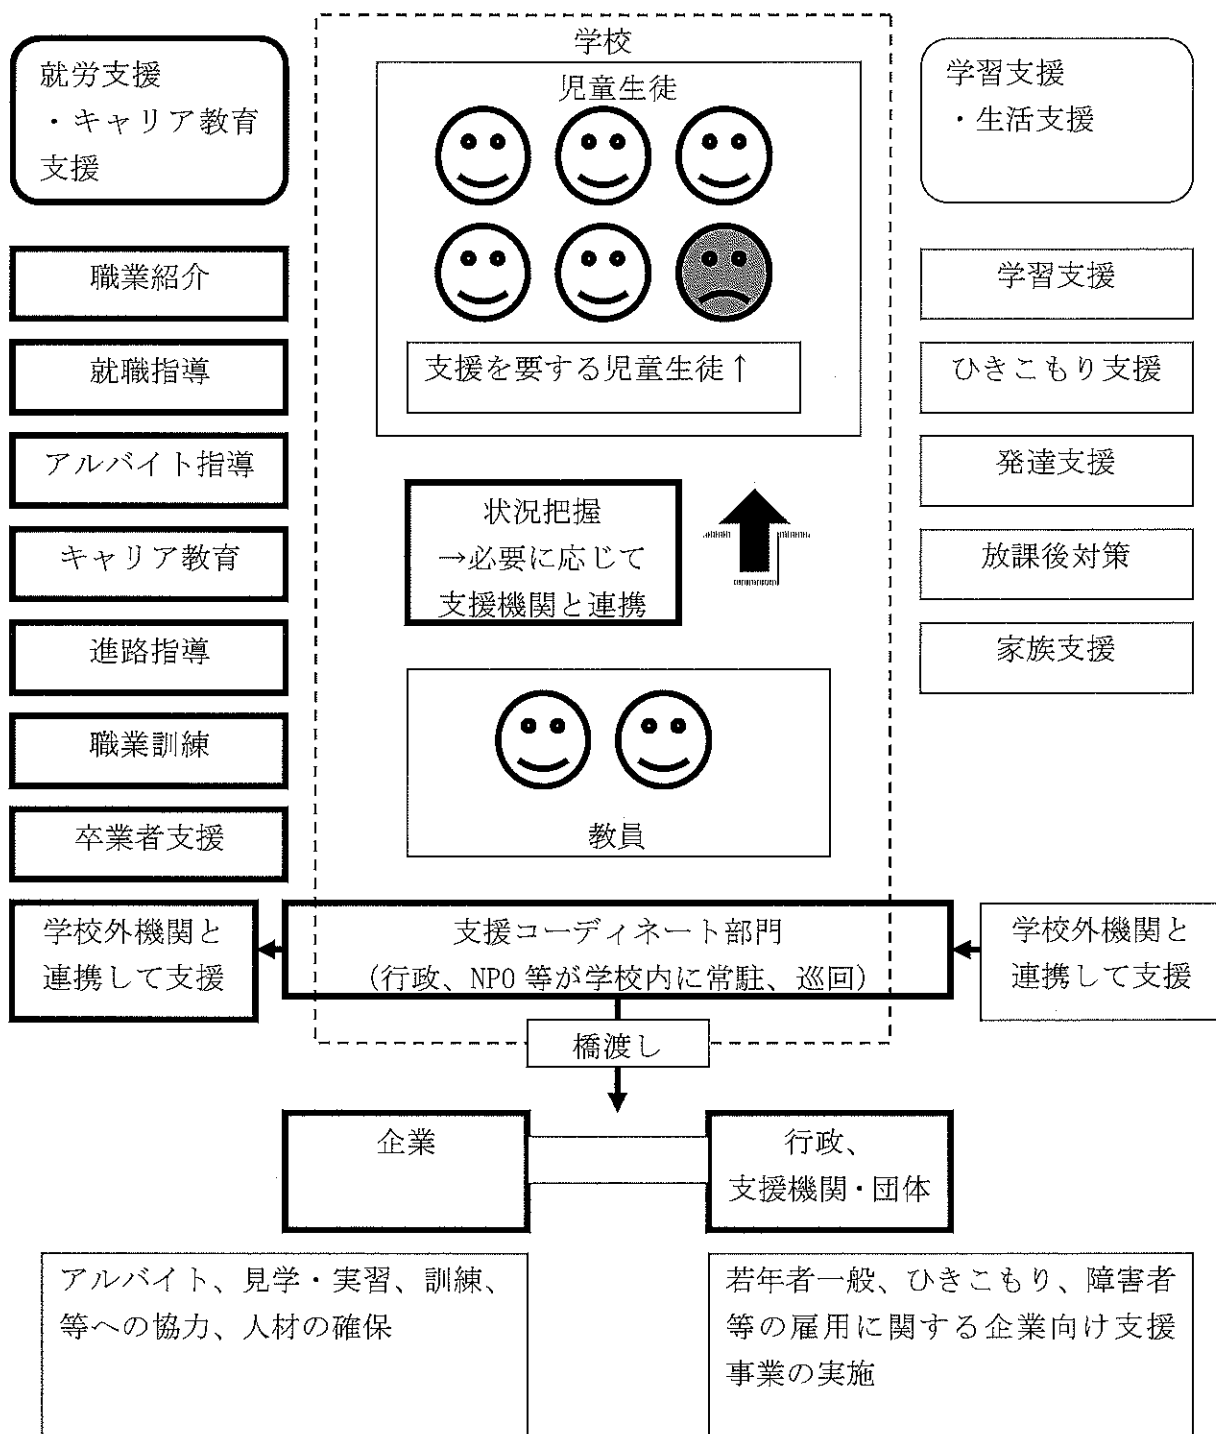 就労支援
・キャリア教育
支援
職業紹介
就職指導
アルバイト指導
キャリア教育
進路指導
職業訓練
卒業者支援
学校外機関と
連携して支援
学校
児童生徒
支援を要する児童生徒↑
状況把握
→必要に応じて
支援機関と連携
教員
支援コーディネート部門
(行政、NPO 等が学校内に常駐、巡回)
橋渡し
学習支援
・生活支援
学習支援
ひきこもり支援
発達支援
放課後対策
家族支援
学校外機関と
連携して支援
企業
行政、
支援機関・団体
アルバイト、見学・実習、訓練、
等への協力、人材の確保
若年者一般、ひきこもり、障害者
等の雇用に関する企業向け支援
事業の実施